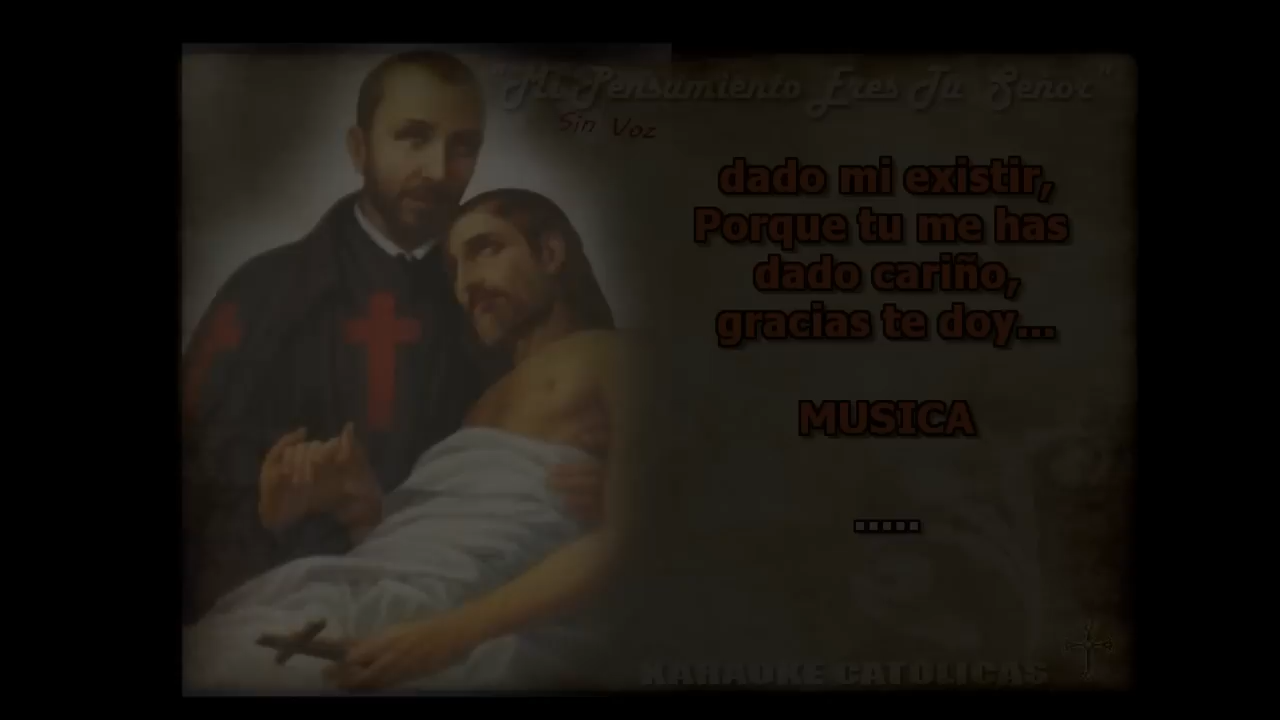 "Mi Pensamiento Eres Tu Señor"
Sin Voz
dado mi existir,
Porque tu me has
dado cariño,
gracias te doy...
MUSICA
.....
KARAOKE CATOLICAS